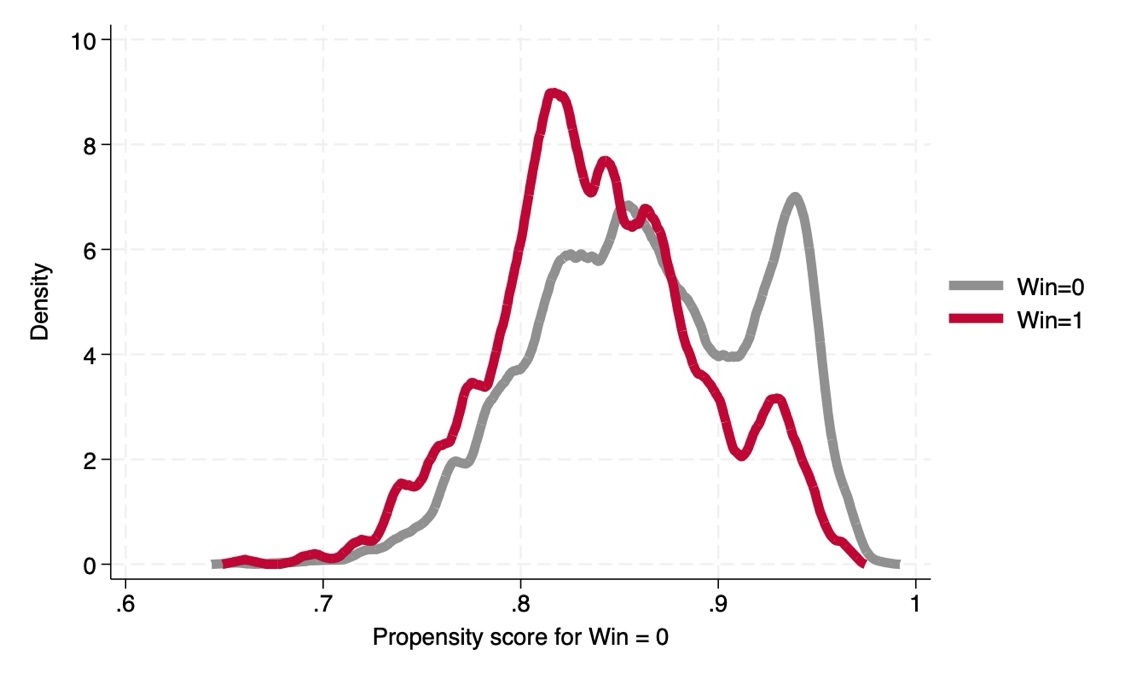 10
8
6
4
2
0
Density
.6
.7
.8
.9
1
Propensity score for Win = 0
Win=0
Win=1